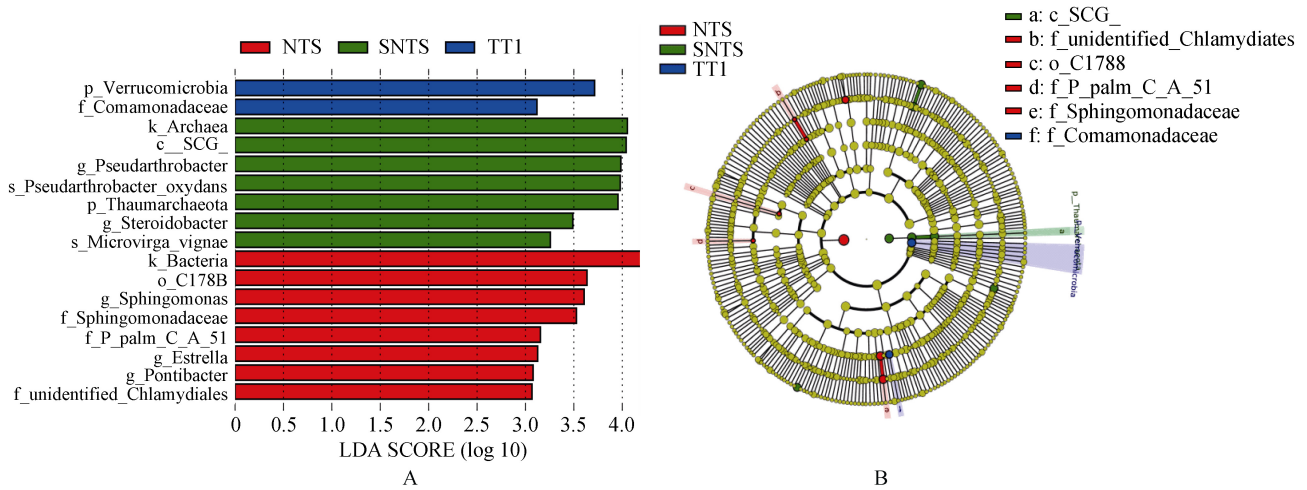 NTS SNTS TT1
p_Verrucomicrobia
f_Comamonadaceae
k_Archaea
c__SCG_
g_Pseudarthrobacter
s_Pseudarthrobacter_oxydans
p_Thaumarchaeota
g_Steroidobacter
s_Microvirga_vignae
k_Bacteria
o_C178B
g_Sphingomonas
f_Sphingomonadaceae
f_P_palm_C_A_51
g_Estrella
g_Pontibacter
f_unidentified_Chlamydiales
0 0.5 1.0 1.5 2.0 2.5 3.0 3.5 4.0
LDA SCORE (log 10)
A
NTS
SNTS
TT1
a: c_SCG_
b: f_unidentified_Chlamydiates
c: o_C1788
d: f_P_palm_C_A_51
e: f_Sphingomonadaceae
f: f_Comamonadaceae
a
B